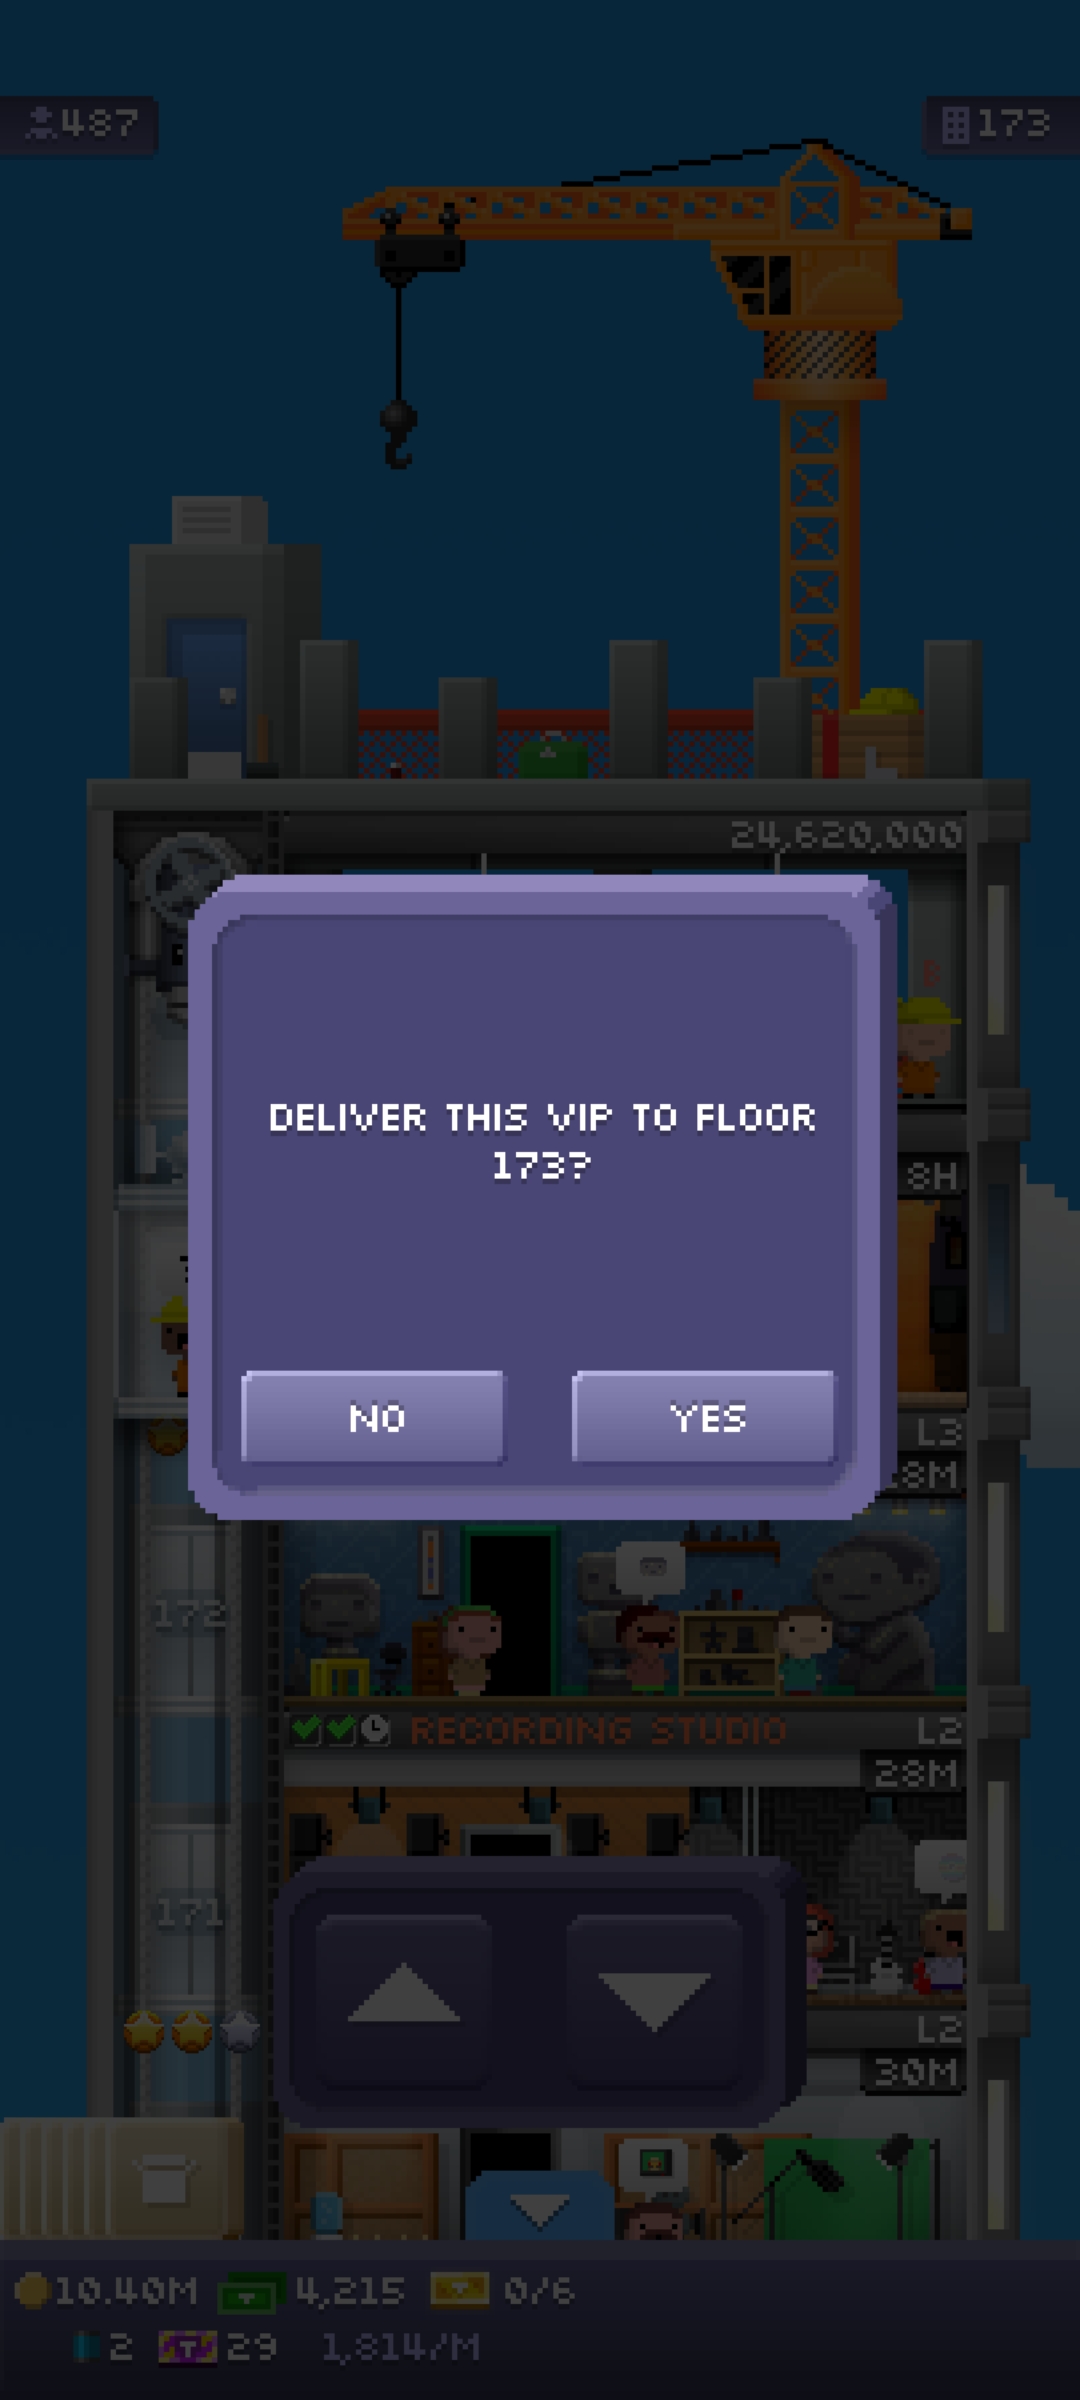 487
173
24,620,000
8H
DELIVER THIS VIP TO FLOOR
173?
NO
YES
L3
8M
172
RECORDING STUDIO
L2
28M
171
L2
30M
10.40M
4,215
0/6
2
29
1,814/M